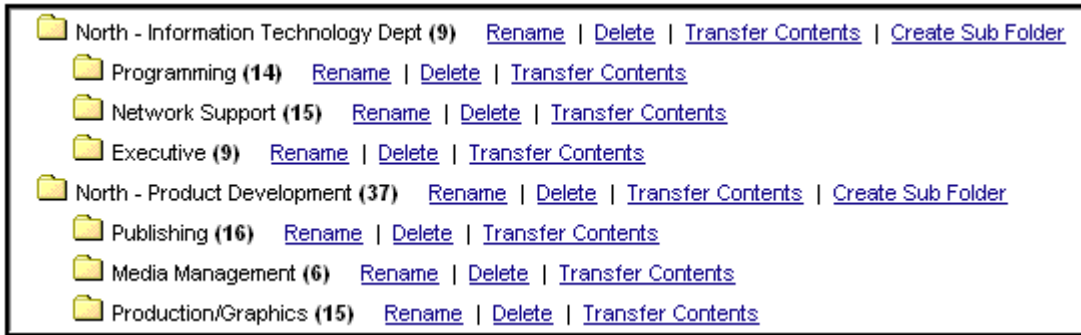 North - Information Technology Dept (9) Rename | Delete | Transfer Contents | Create Sub Folder
Programming (14) Rename | Delete | Transfer Contents
Network Support (15) Rename | Delete | Transfer Contents
Executive (9) Rename | Delete | Transfer Contents
North - Product Development (37) Rename | Delete | Transfer Contents | Create Sub Folder
Publishing (16) Rename | Delete | Transfer Contents
Media Management (6) Rename | Delete | Transfer Contents
Production/Graphics (15) Rename | Delete | Transfer Contents